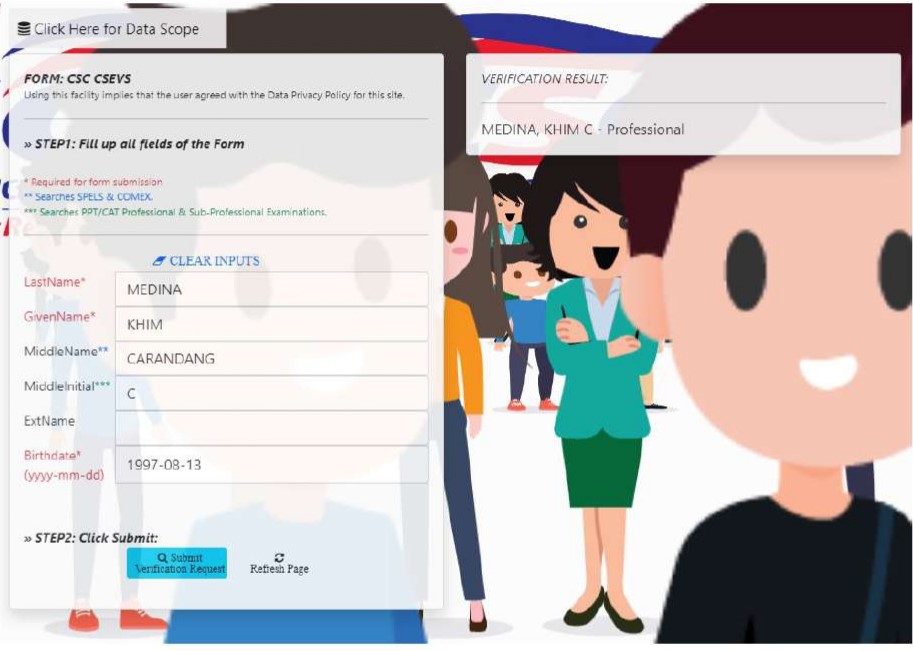 Click Here for Data Scope
FORM: CSC CSEVS
Using this facility implies that the user agreed with the Data Privacy Policy for this site.
» STEP1: Fill up all fields of the Form
* Required for form submission
** Searches SPELS & COMEX.
*** Searches PPT/CAT Professional & Sub-Professional Examinations.
CLEAR INPUTS
LastName* MEDINA
GivenName* KHIM
MiddleName** CARANDANG
MiddleInitial*** C
ExtName
Birthdate* 1997-08-13
(yyyy-mm-dd)
» STEP2: Click Submit:
Submit
Verification Request
Refresh Page
VERIFICATION RESULT:
MEDINA, KHIM C - Professional